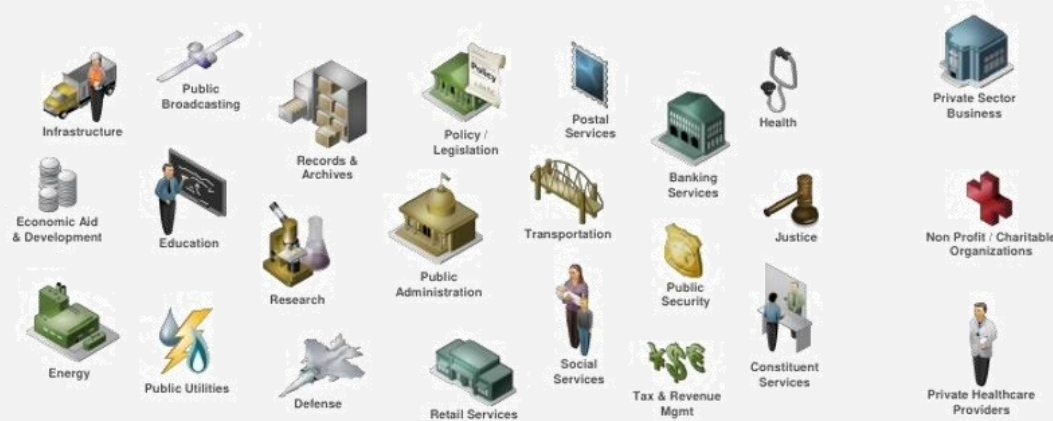 Infrastructure
Public
Broadcasting
Records &
Archives
Policy
Policy /
Legislation
Postal
Services
Banking
Services
Health
Private Sector
Business
Economic Aid
& Development
Education
Research
Public
Administration
Transportation
Public
Security
Justice
Non Profit / Charitable
Organizations
Energy
Public Utilities
Defense
Retail Services
Social
Services
¥$€
Tax & Revenue
Mgmt
Constituent
Services
Private Healthcare
Providers